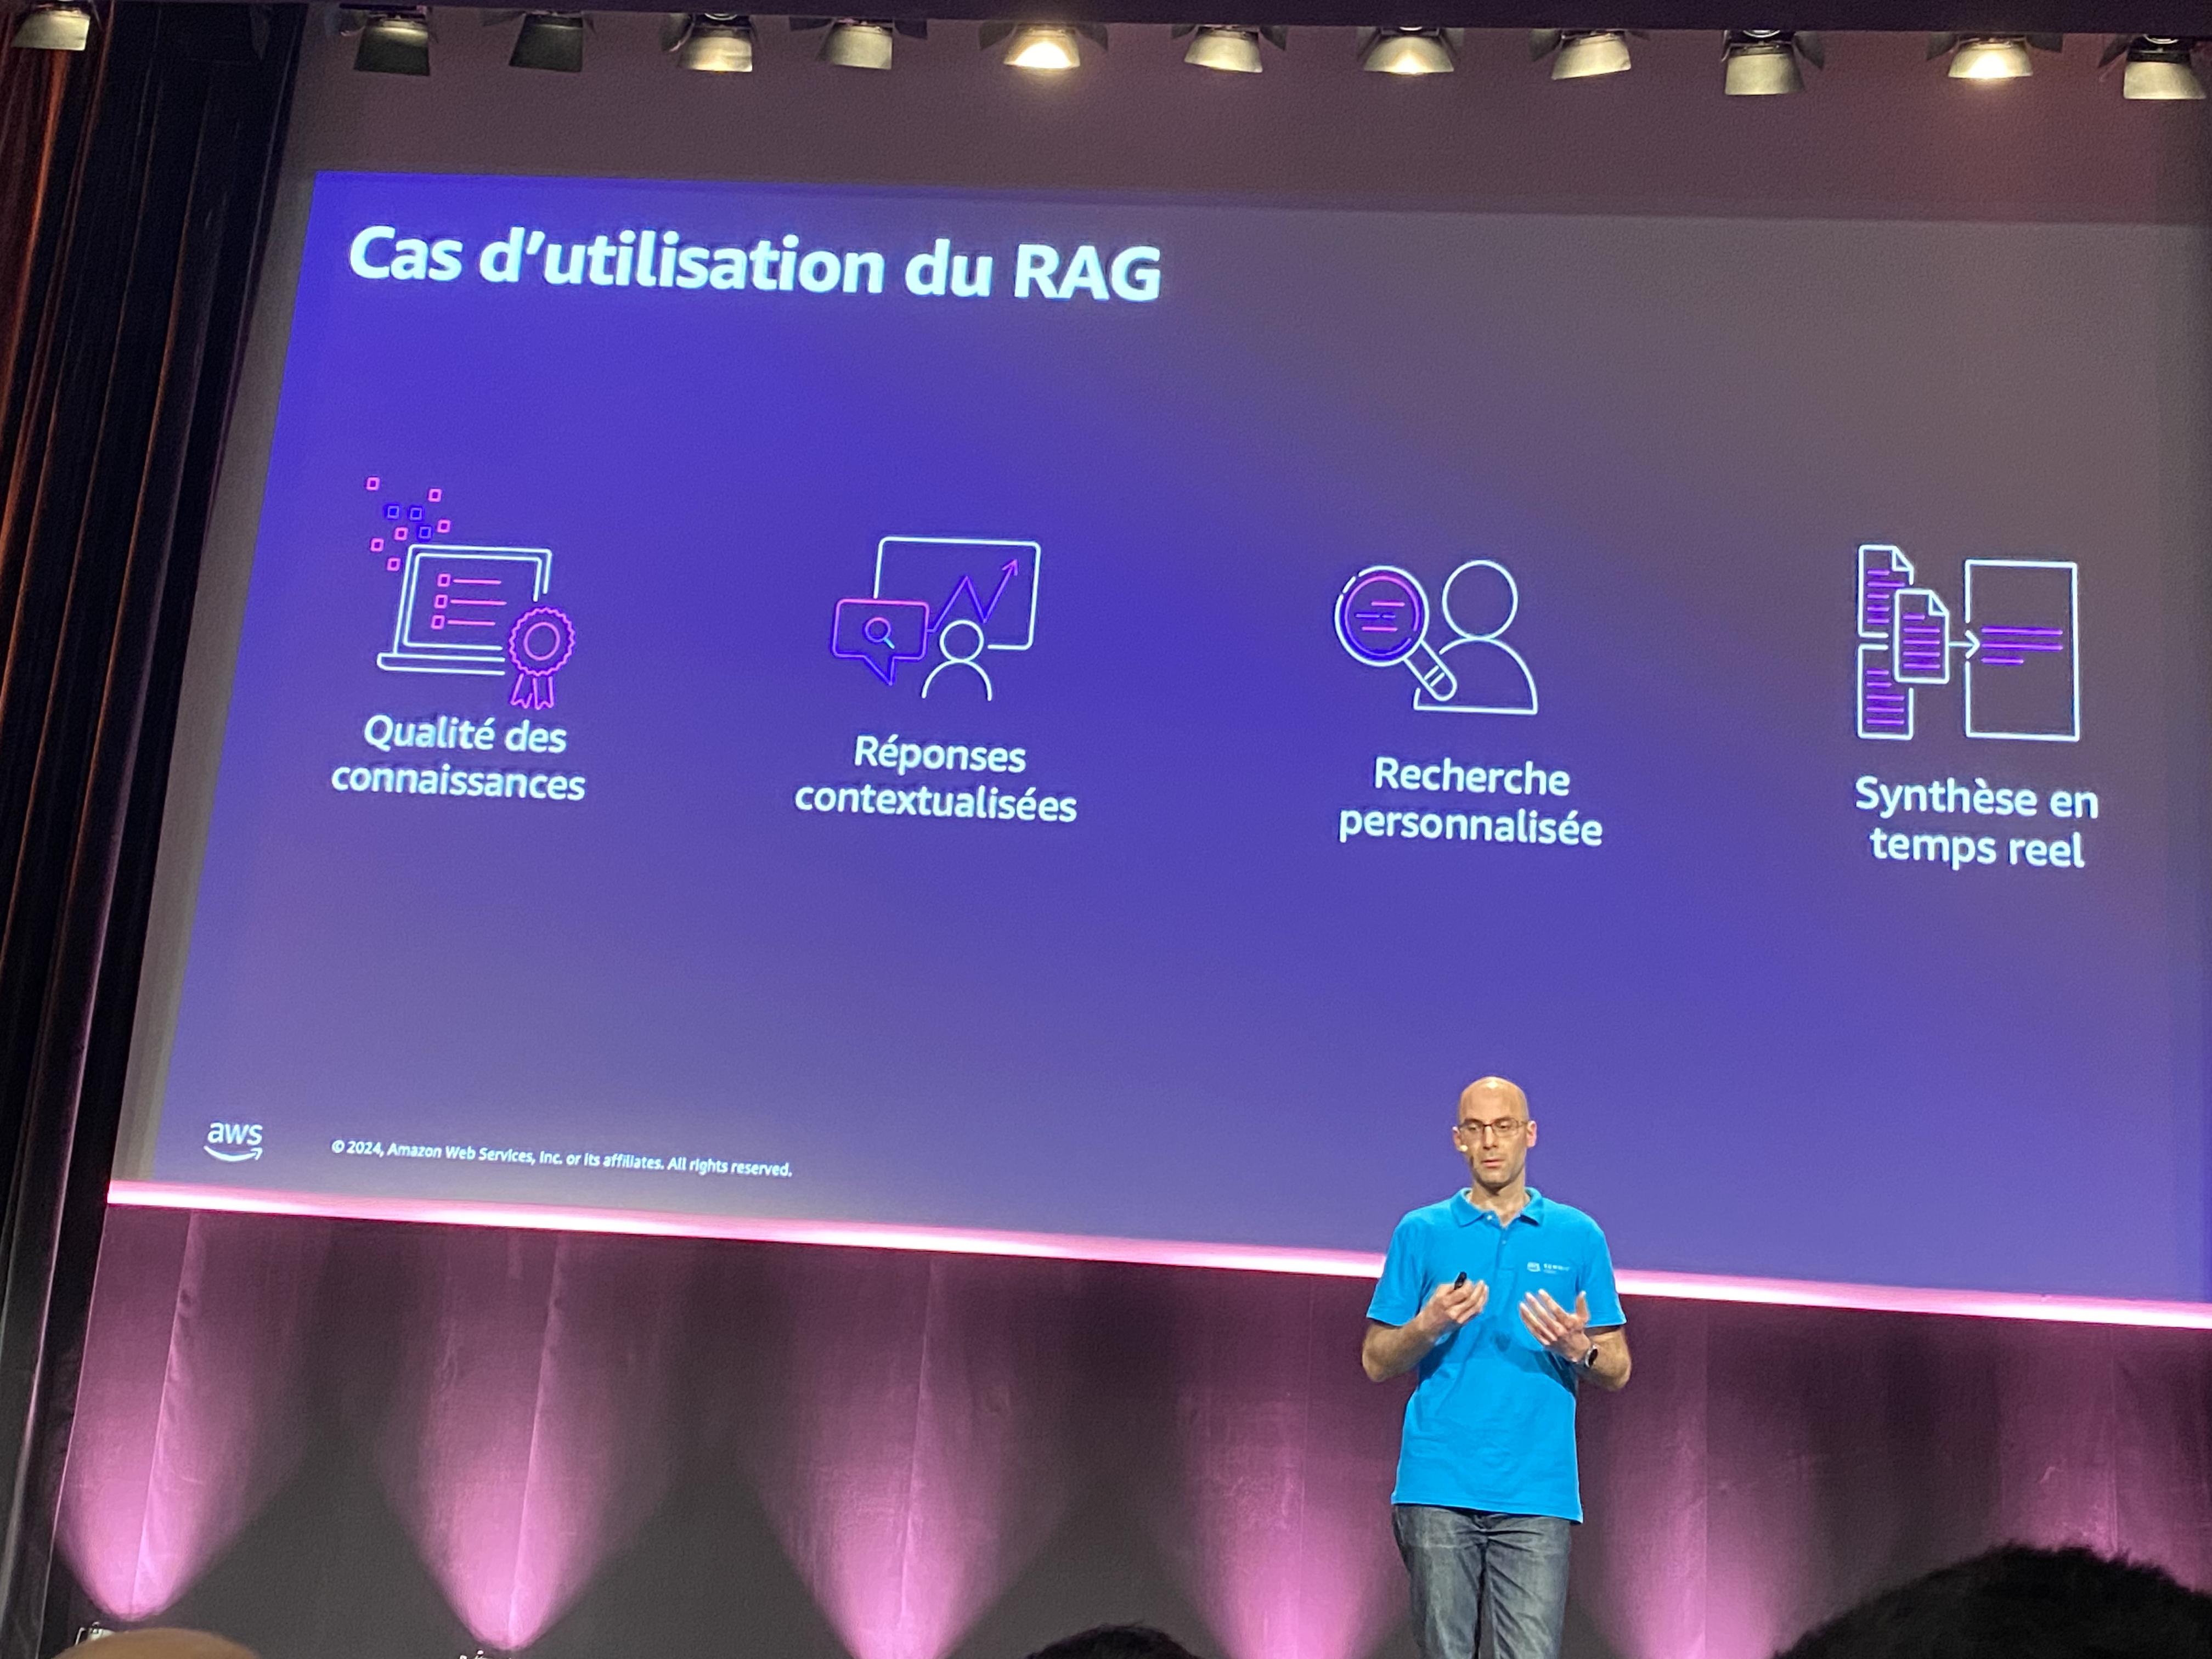 Cas d'utilisation du RAG
Qualité des
connaissances
Réponses
contextualisées
Recherche
personnalisée
Synthèse en
temps reel
aws
© 2024, Amazon Web Services, Inc. or its affiliates. All rights reserved.
aws